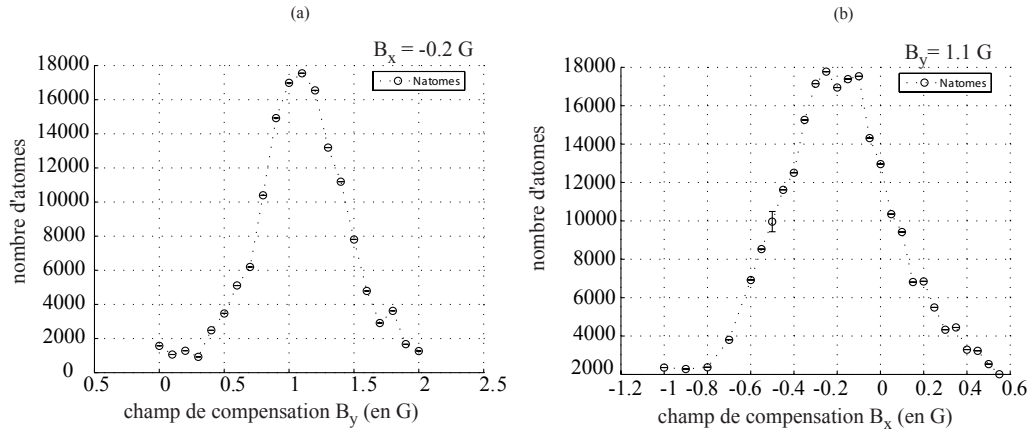 (a)
B_x = -0.2 G
Natomes
18000
16000
14000
12000
10000
8000
6000
4000
2000
0
0.5 0 0.5 1 1.5 2 2.5
nombre d'atomes
champ de compensation B_y (en G)
(b)
B_y= 1.1 G
Natomes
18000
16000
14000
12000
10000
8000
6000
4000
2000
-1.2 -1 -0.8 -0.6 -0.4 -0.2 0 0.2 0.4 0.6
nombre d'atomes
champ de compensation B_x (en G)